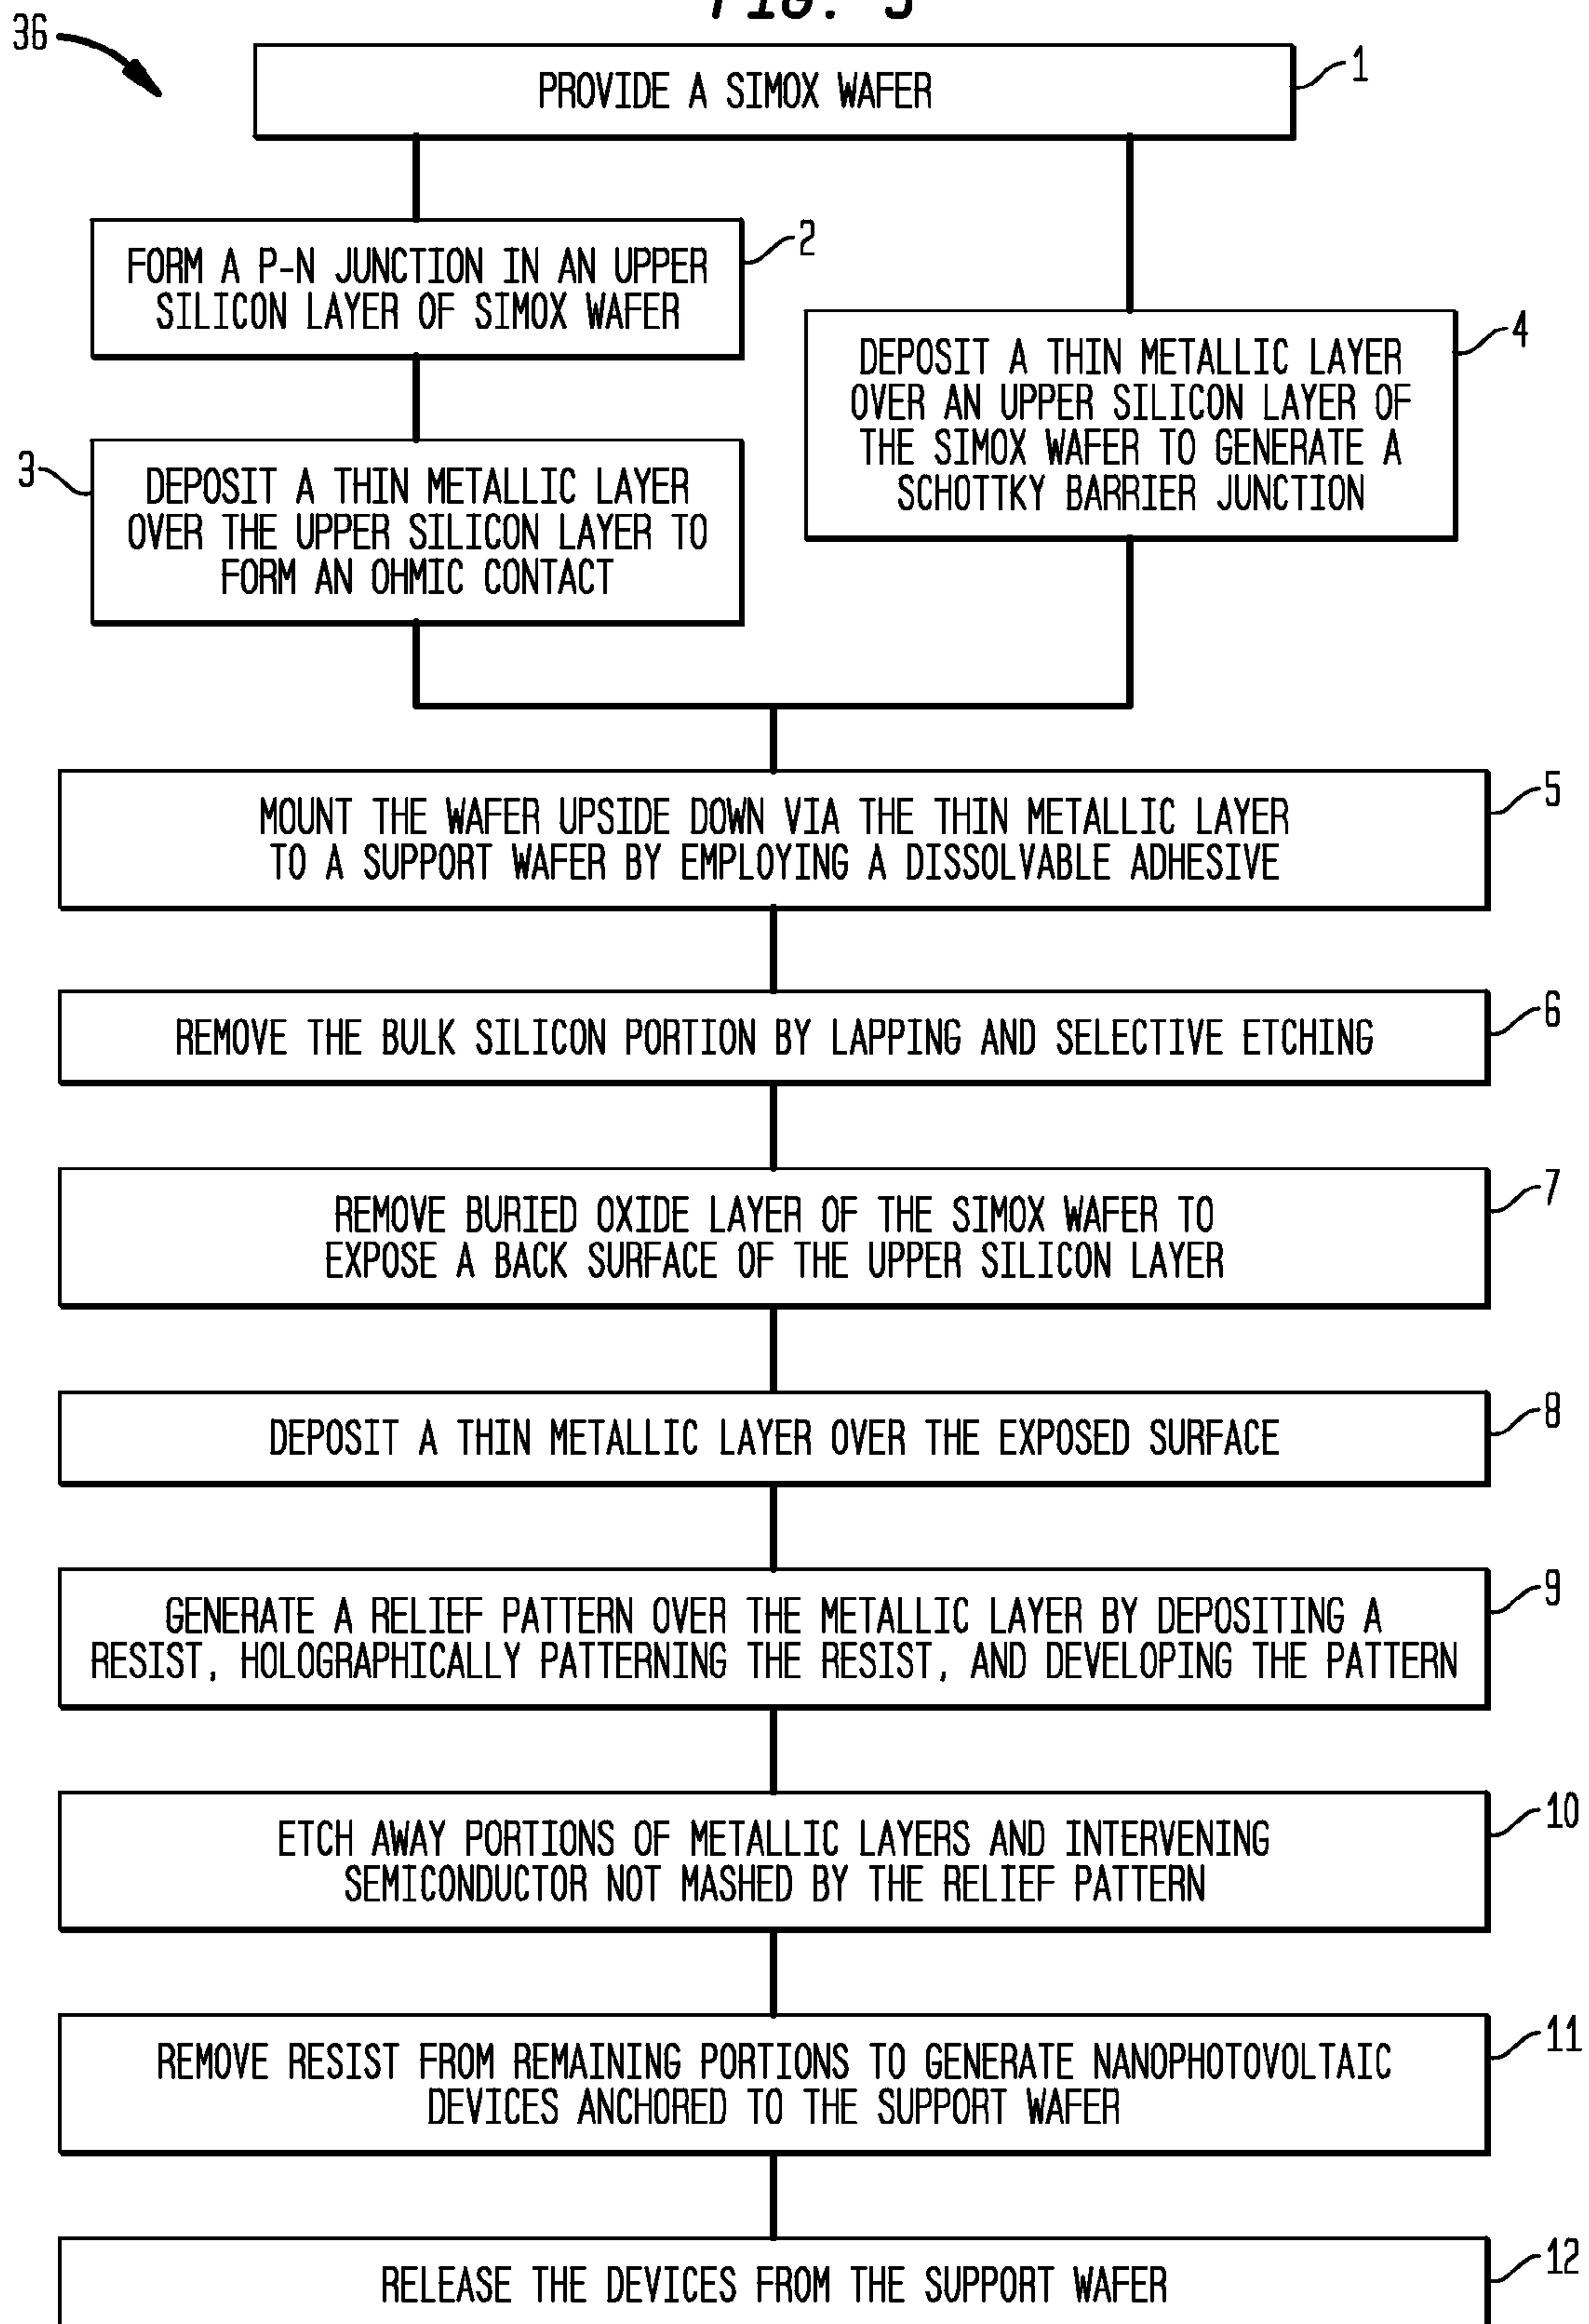 FIG. 3
36
PROVIDE A SIMOX WAFER
1
FORM A P-N JUNCTION IN AN UPPER
SILICON LAYER OF SIMOX WAFER
2
3
DEPOSIT A THIN METALLIC LAYER
OVER THE UPPER SILICON LAYER TO
FORM AN OHMIC CONTACT
DEPOSIT A THIN METALLIC LAYER
OVER AN UPPER SILICON LAYER OF
THE SIMOX WAFER TO GENERATE A
SCHOTTKY BARRIER JUNCTION
4
MOUNT THE WAFER UPSIDE DOWN VIA THE THIN METALLIC LAYER
TO A SUPPORT WAFER BY EMPLOYING A DISSOLVABLE ADHESIVE
5
REMOVE THE BULK SILICON PORTION BY LAPPING AND SELECTIVE ETCHING
6
REMOVE BURIED OXIDE LAYER OF THE SIMOX WAFER TO
EXPOSE A BACK SURFACE OF THE UPPER SILICON LAYER
7
DEPOSIT A THIN METALLIC LAYER OVER THE EXPOSED SURFACE
8
GENERATE A RELIEF PATTERN OVER THE METALLIC LAYER BY DEPOSITING A
RESIST, HOLOGRAPHICALLY PATTERNING THE RESIST, AND DEVELOPING THE PATTERN
9
ETCH AWAY PORTIONS OF METALLIC LAYERS AND INTERVENING
SEMICONDUCTOR NOT MASHED BY THE RELIEF PATTERN
10
REMOVE RESIST FROM REMAINING PORTIONS TO GENERATE NANOPHOTOVOLTAIC
DEVICES ANCHORED TO THE SUPPORT WAFER
11
RELEASE THE DEVICES FROM THE SUPPORT WAFER
12